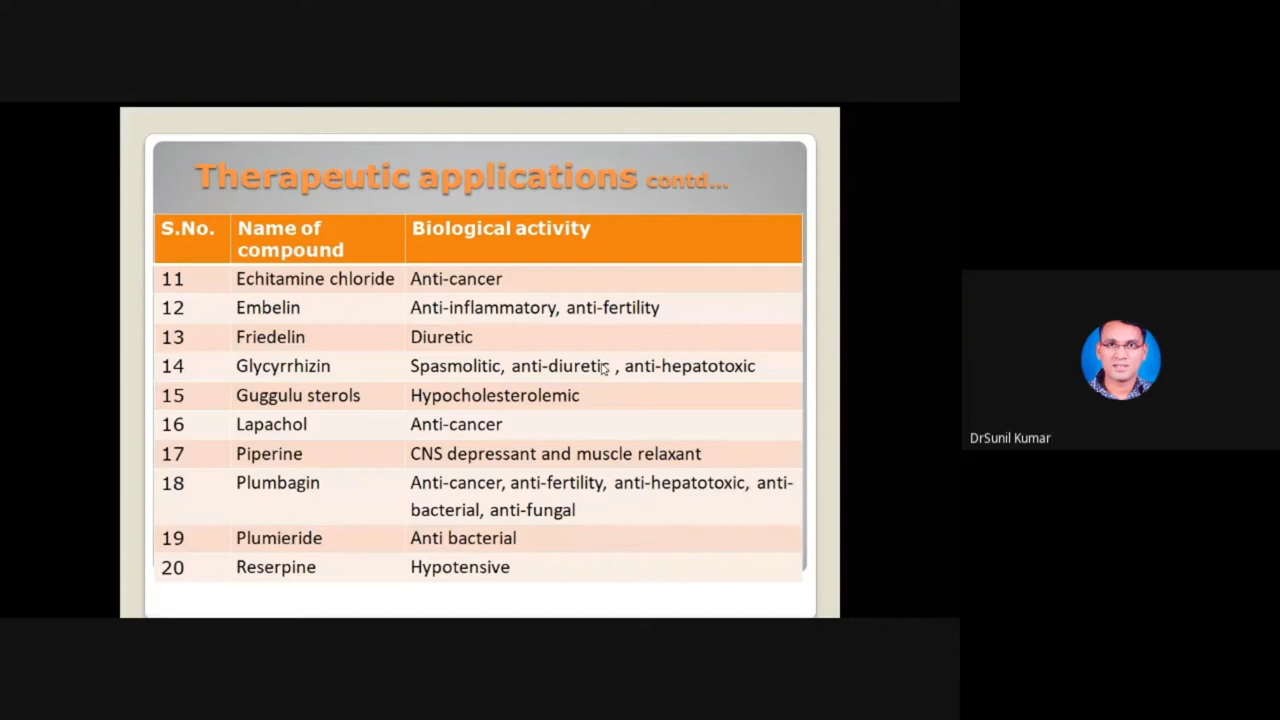 Therapeutic applications contd...
S.No. Name of compound Biological activity
11 Echitamine chloride Anti-cancer
12 Embelin Anti-inflammatory, anti-fertility
13 Friedelin Diuretic
14 Glycyrrhizin Spasmolitic, anti-diuretic , anti-hepatotoxic
15 Guggulu sterols Hypocholesterolemic
16 Lapachol Anti-cancer
17 Piperine CNS depressant and muscle relaxant
18 Plumbagin Anti-cancer, anti-fertility, anti-hepatotoxic, anti-
bacterial, anti-fungal
19 Plumieride Anti bacterial
20 Reserpine Hypotensive
DrSunil Kumar